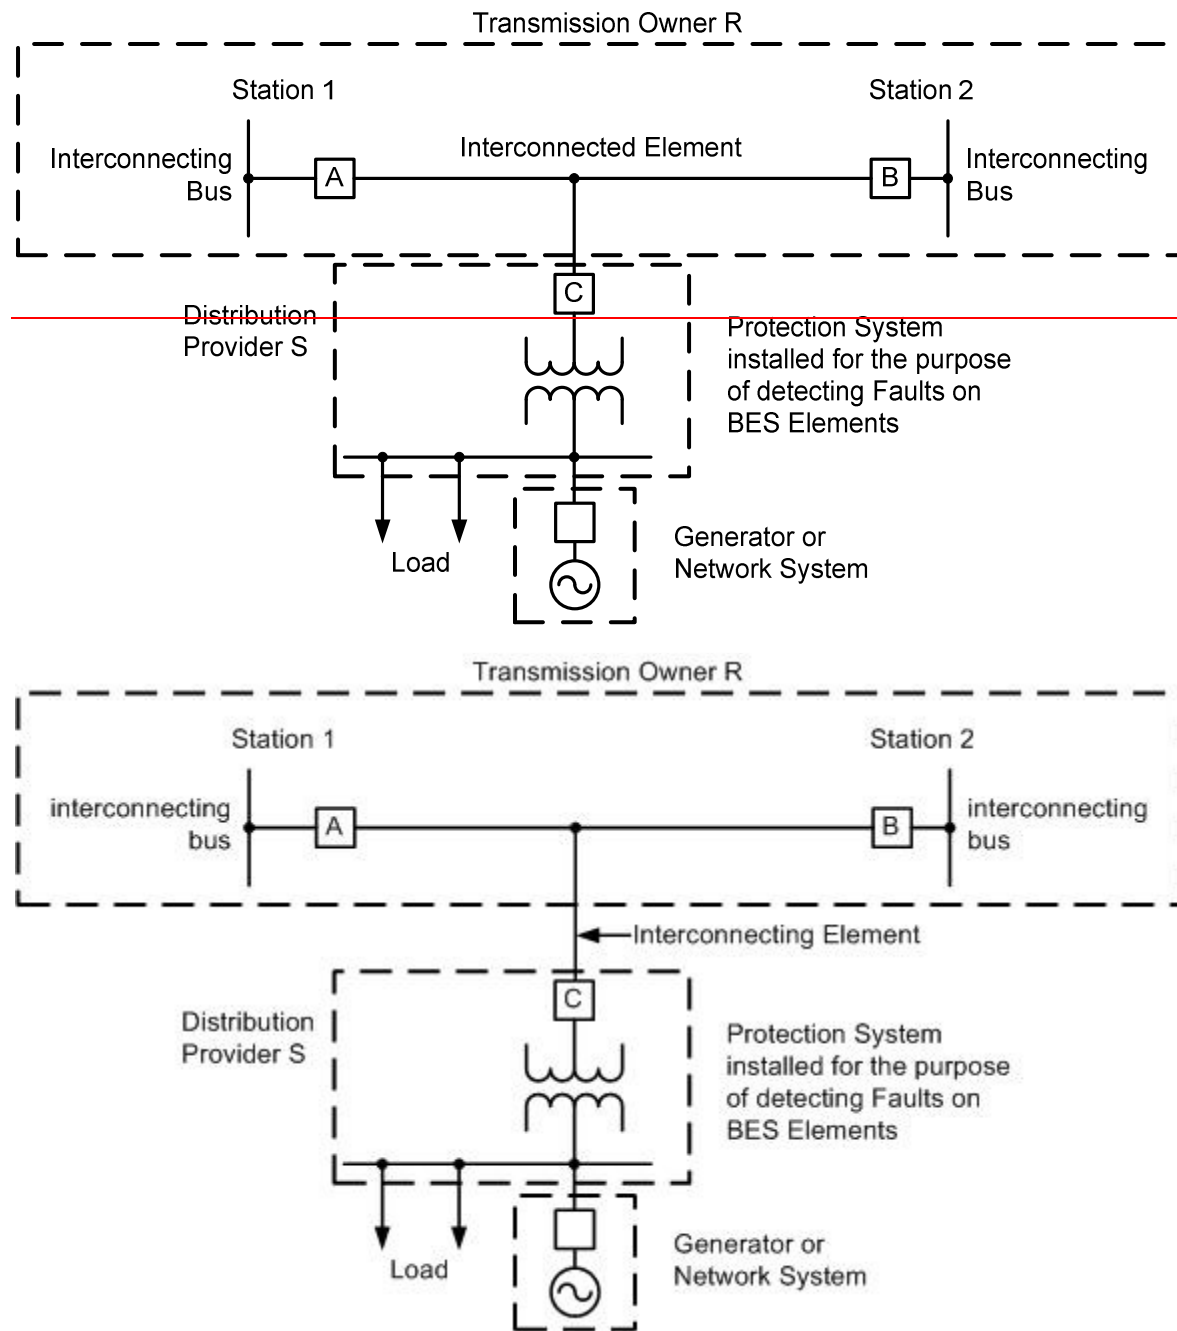 Transmission Owner R
Station 1
Station 2
Interconnecting
Bus
A
Interconnected Element
B
Interconnecting
Bus
C
Distribution
Provider S
Protection System
installed for the purpose
of detecting Faults on
BES Elements
Load
Generator or
Network System
Transmission Owner R
Station 1
Station 2
interconnecting
bus
A
B
interconnecting
bus
Interconnecting Element
C
Distribution
Provider S
Protection System
installed for the purpose
of detecting Faults on
BES Elements
Load
Generator or
Network System